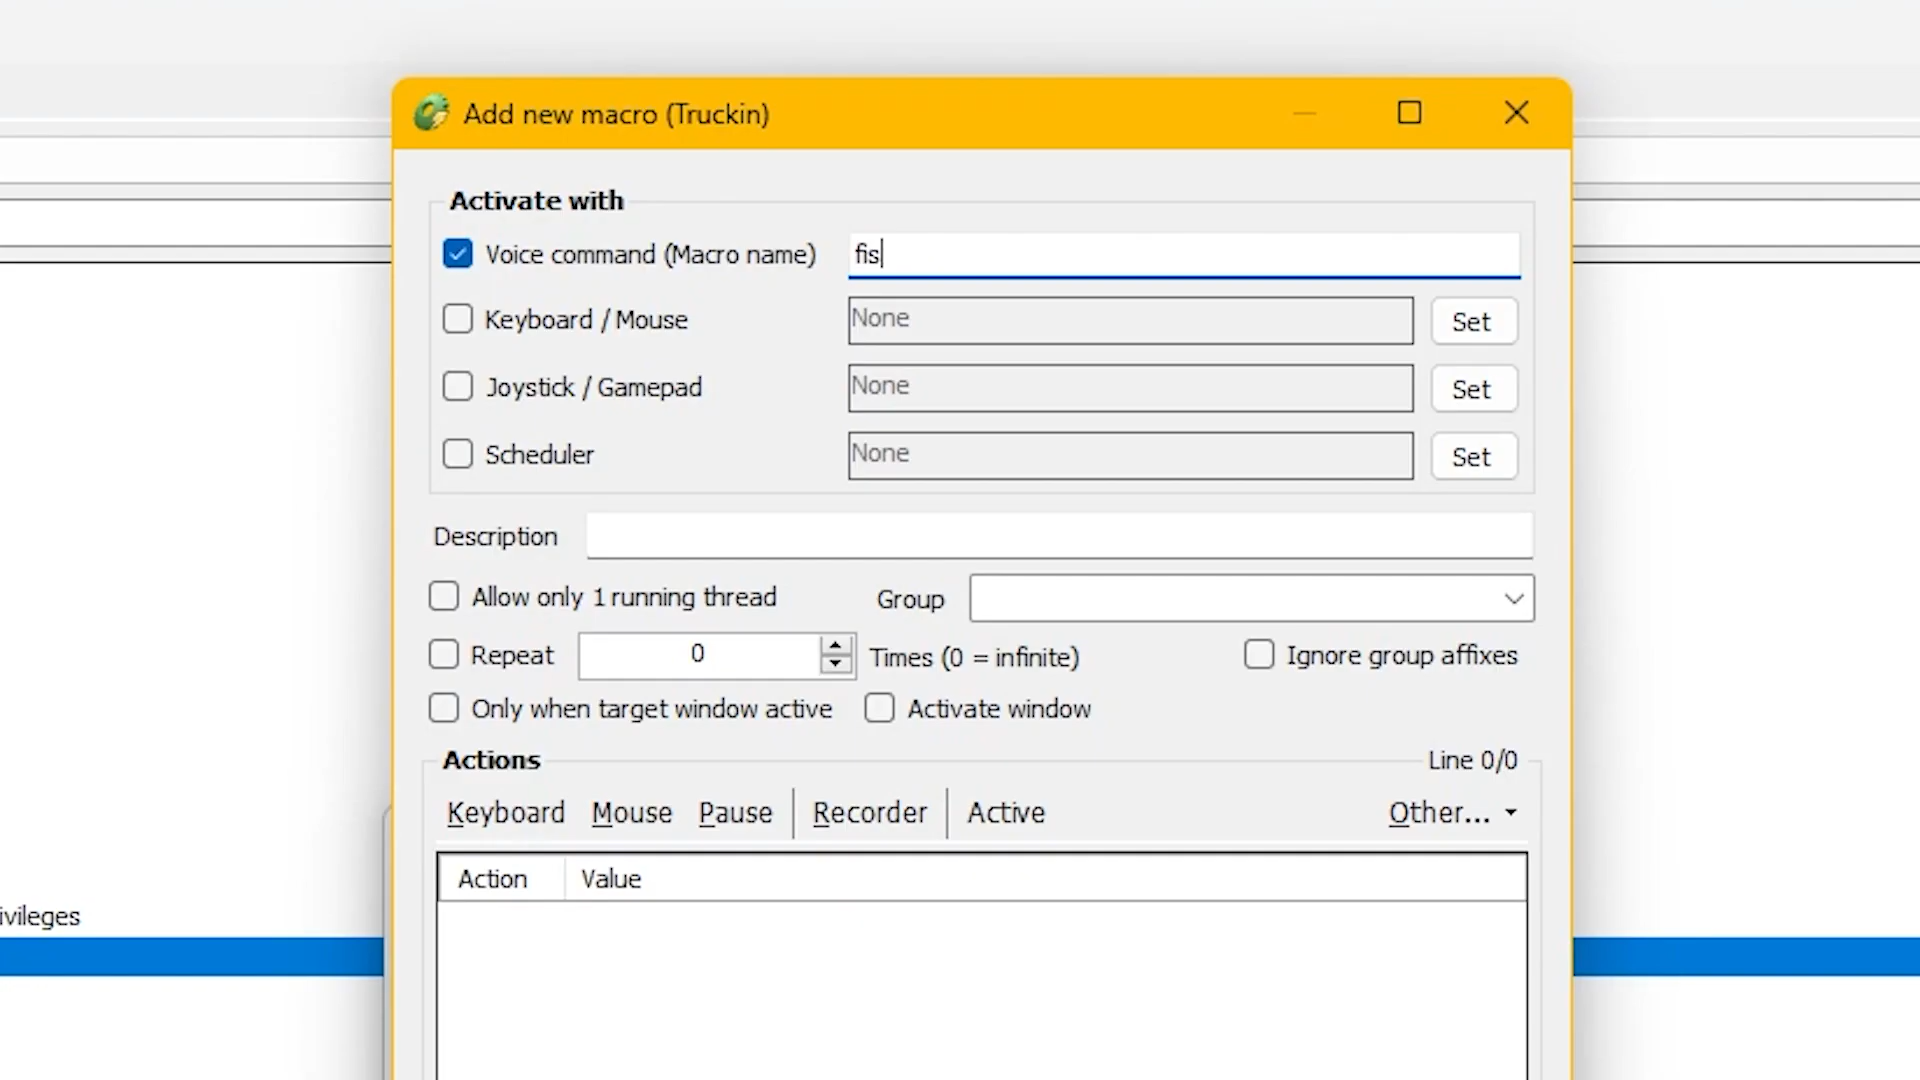 Add new macro (Truckin)
Activate with
Voice command (Macro name) fis
Keyboard / Mouse None Set
Joystick / Gamepad None Set
Scheduler None Set
Description
Allow only 1 running thread Group
Repeat 0 Times (0 = infinite) Ignore group affixes
Only when target window active Activate window
Actions Line 0/0
Keyboard Mouse Pause Recorder Active Other...
Action Value
ivileges